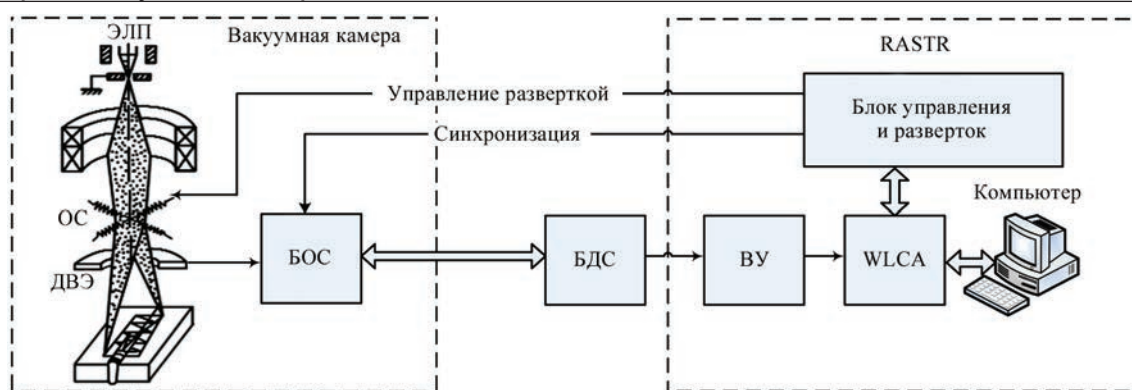 ЭЛП
Вакуумная камера
RASTR
Управление разверткой
Блок управления
и разверток
Синхронизация
Компьютер
ОС
БОС
БДС
ВУ
WLCA
ДВЭ